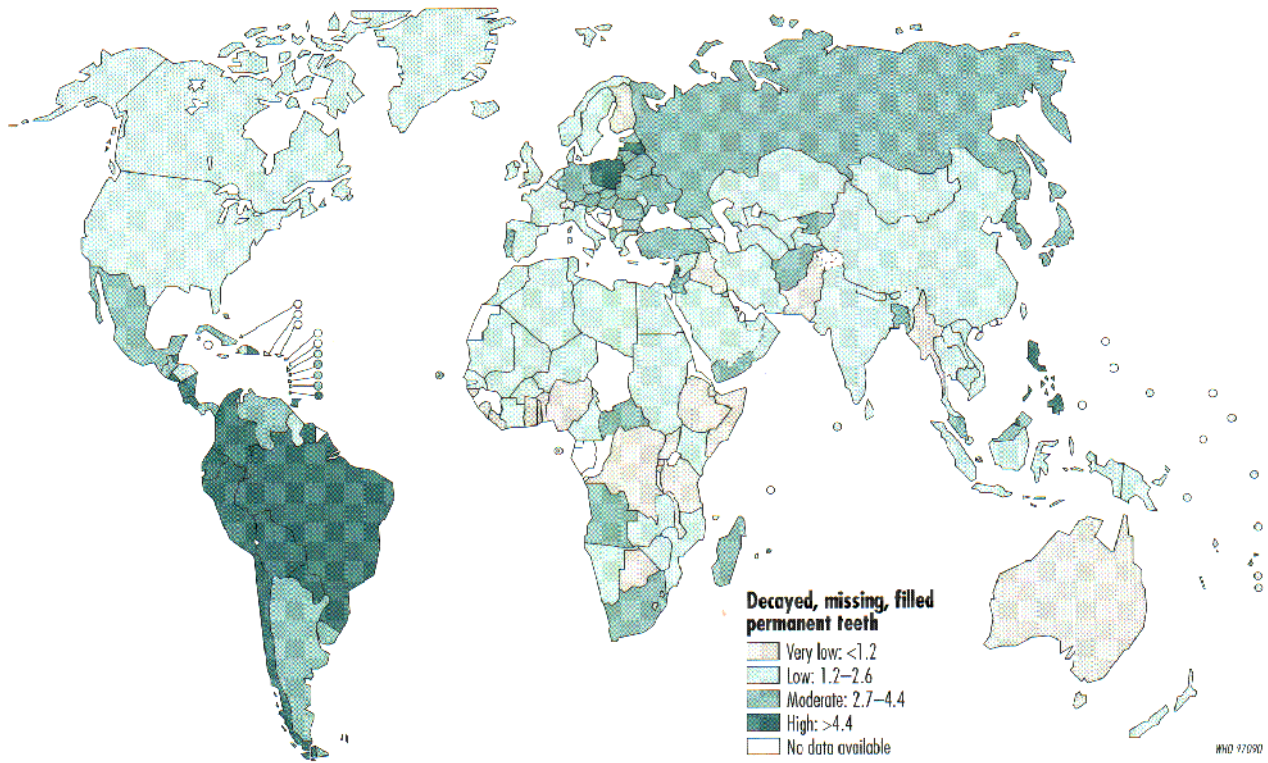 Decayed, missing, filled
permanent teeth
Very low: <1.2
Low: 1.2–2.6
Moderate: 2.7–4.4
High: >4.4
No data available
WHO 97090